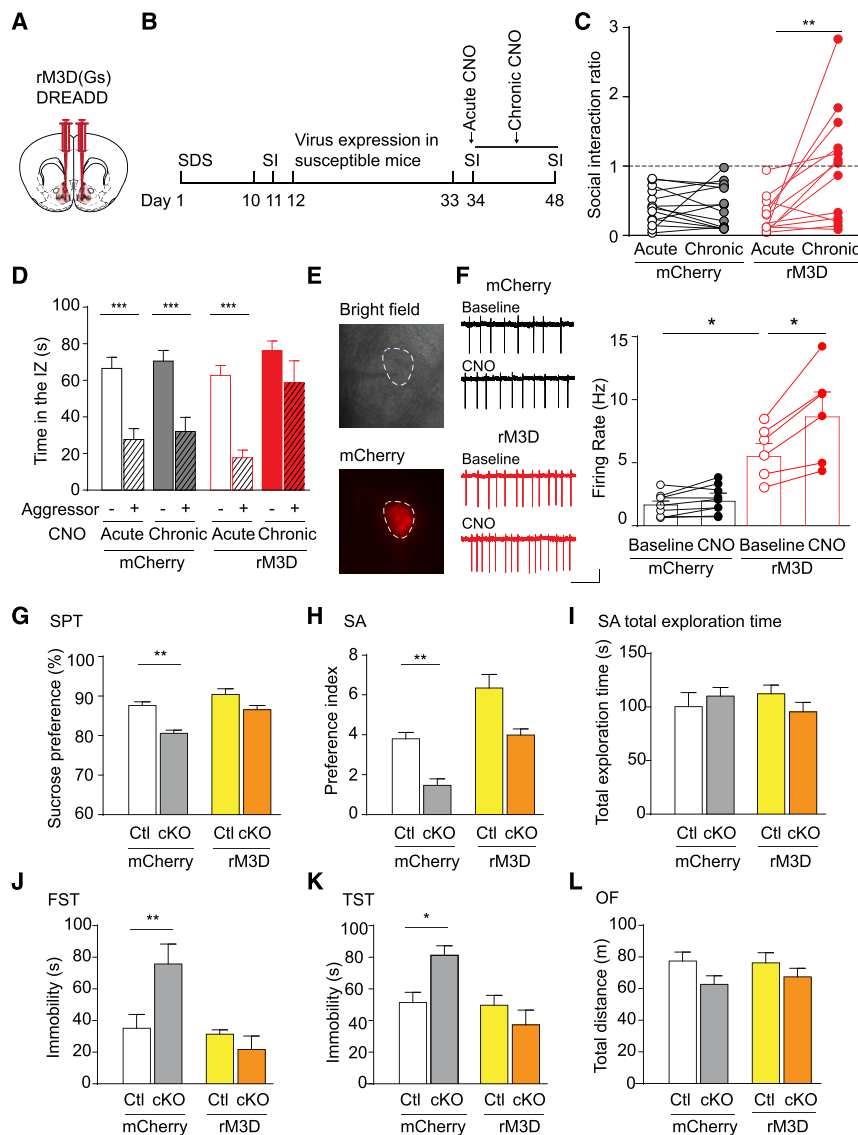 A
rM3D(Gs)
DREADD
B
Acute CNO
Chronic CNO
SDS
SI
Virus expression in
susceptible mice
SI
SI
Day 1
10
11
12
33
34
48
C
Social interaction ratio
3
2
1
0
**
Acute Chronic
mCherry
Acute Chronic
rM3D
D
Time in the IZ (s)
100
80
60
40
20
0
***
***
***
Aggressor - + - + - + - +
CNO Acute Chronic Acute Chronic
mCherry rM3D
E
Bright field
mCherry
F
mCherry
Baseline
CNO
rM3D
Baseline
CNO
Firing Rate (Hz)
15
10
5
0
*
*
Baseline CNO Baseline CNO
mCherry rM3D
G SPT
Sucrose preference (%)
100
90
80
70
60
**
Ctl cKO Ctl cKO
mCherry rM3D
H SA
Preference index
8
6
4
2
0
**
Ctl cKO Ctl cKO
mCherry rM3D
I SA total exploration time
Total exploration time (s)
150
100
50
0
Ctl cKO Ctl cKO
mCherry rM3D
J FST
Immobility (s)
100
80
60
40
20
0
**
Ctl cKO Ctl cKO
mCherry rM3D
K TST
Immobility (s)
100
80
60
40
20
0
*
Ctl cKO Ctl cKO
mCherry rM3D
L OF
Total distance (m)
100
80
60
40
20
0
Ctl cKO Ctl cKO
mCherry rM3D